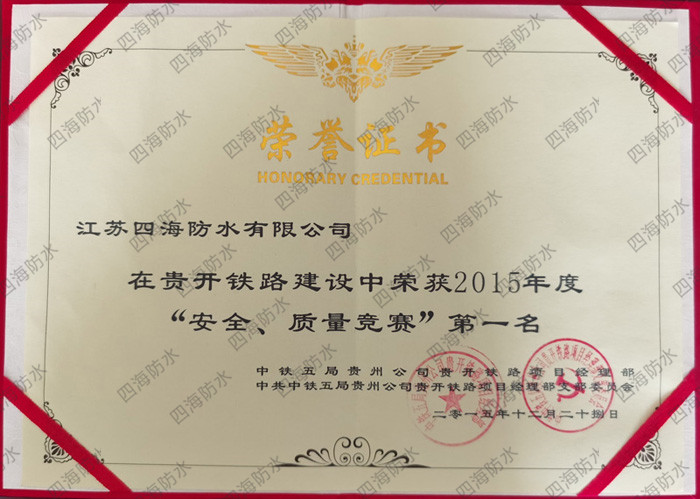 荣誉证书
HONORARY CREDENTIAL
江苏四海防水有限公司
在贵开铁路建设中荣获2015年度
“安全、质量竞赛”第一名
中铁五局贵州公司贵开铁路项目经理部
中共中铁五局贵州公司贵开铁路项目经理部支部委员会
二零一五年十二月二十捌日
四海防水